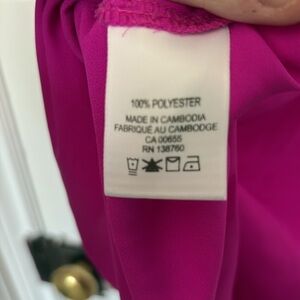 100% POLYESTER
MADE IN CAMBODIA
FABRIQUÉ AU CAMBODGE
CA 00655
RN 138760